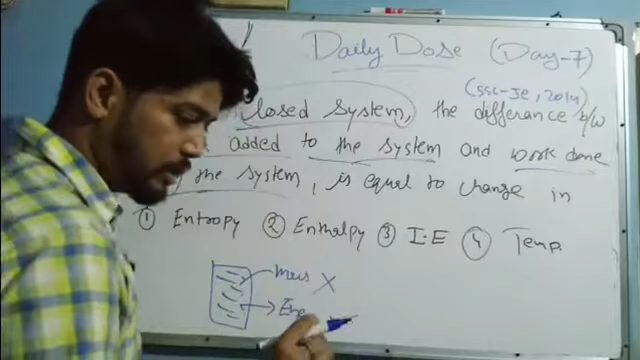 Daily Dose (Day-7)
(SSC-JE, 2014)
losed system, the differance b/w
added to the system and work done
the system, is equal to change in
① Entropy ② Enthalpy ③ I.E ④ Temp.
mass X
Ene